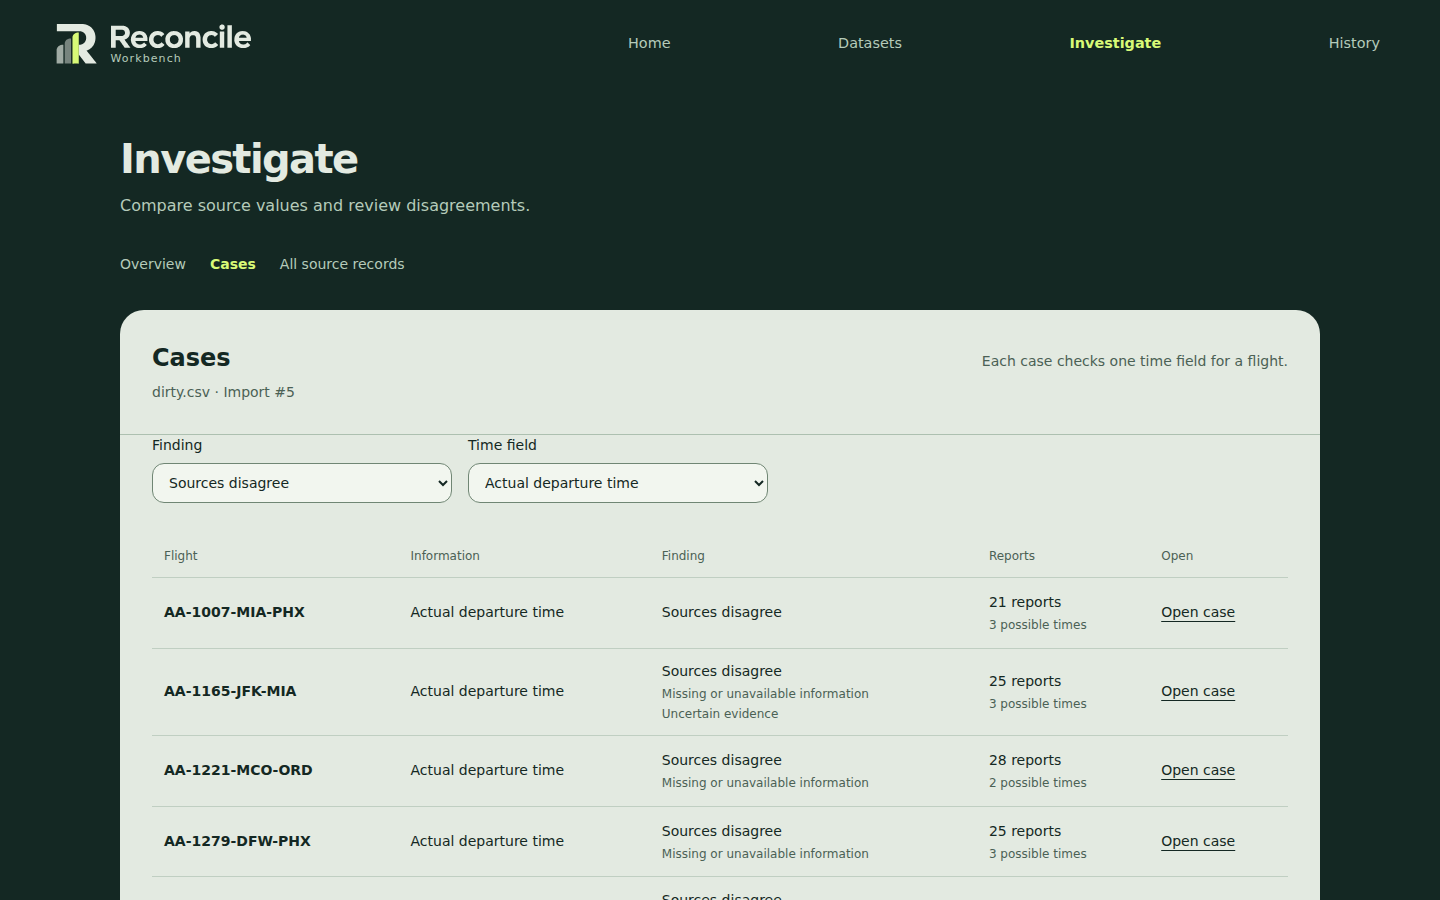 Reconcile
Workbench
Home
Datasets
Investigate
History
Investigate
Compare source values and review disagreements.
Overview
Cases
All source records
Cases
Each case checks one time field for a flight.
dirty.csv · Import #5
Finding
Time field
Sources disagree
Actual departure time
Flight
Information
Finding
Reports
Open
AA-1007-MIA-PHX
Actual departure time
Sources disagree
21 reports
3 possible times
Open case
AA-1165-JFK-MIA
Actual departure time
Sources disagree
Missing or unavailable information
Uncertain evidence
25 reports
3 possible times
Open case
AA-1221-MCO-ORD
Actual departure time
Sources disagree
Missing or unavailable information
28 reports
2 possible times
Open case
AA-1279-DFW-PHX
Actual departure time
Sources disagree
Missing or unavailable information
25 reports
3 possible times
Open case
Sources disagree